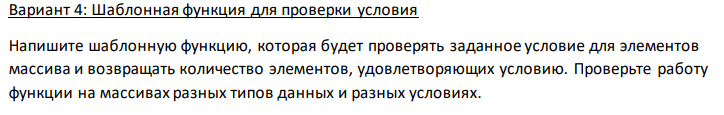 Вариант 4: Шаблонная функция для проверки условия
Напишите шаблонную функцию, которая будет проверять заданное условие для элементов
массива и возвращать количество элементов, удовлетворяющих условию. Проверьте работу
функции на массивах разных типов данных и разных условиях.